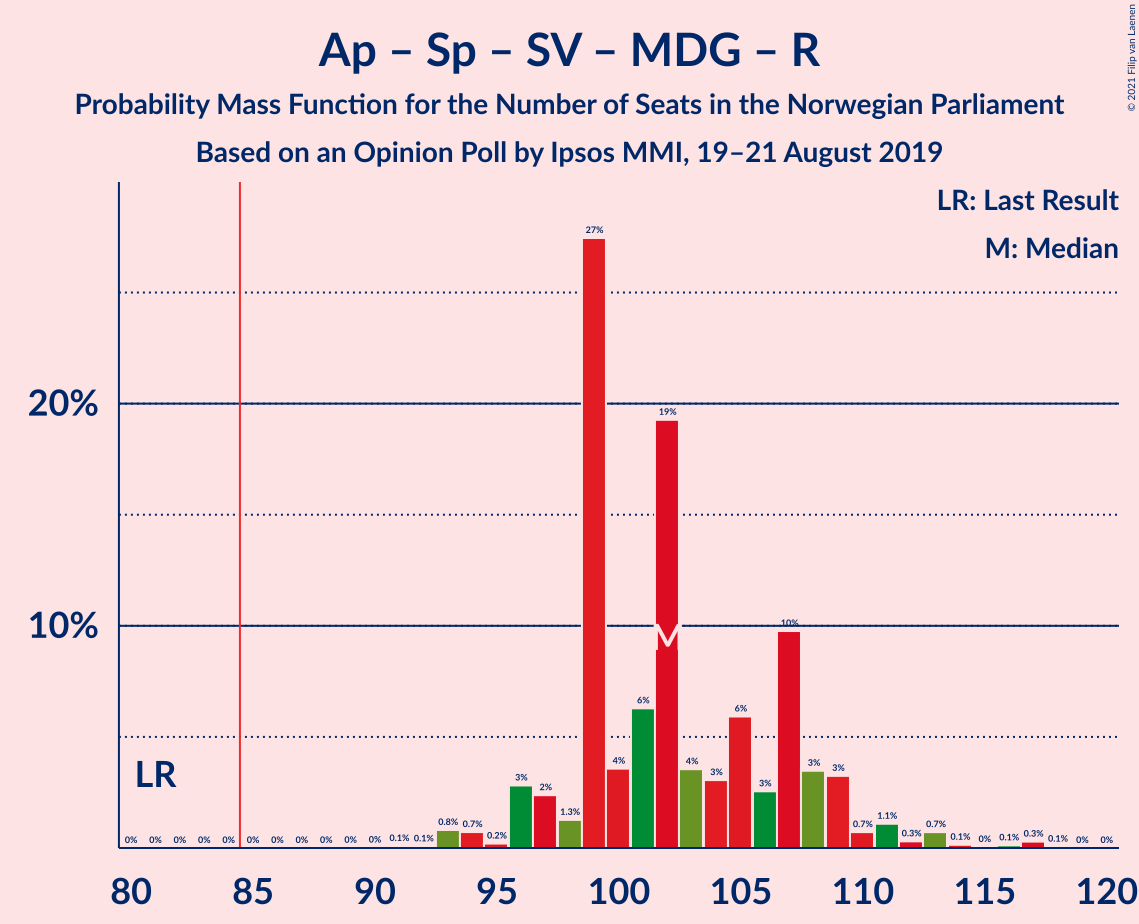 Ap – Sp – SV – MDG – R
Probability Mass Function for the Number of Seats in the Norwegian Parliament
Based on an Opinion Poll by Ipsos MMI, 19–21 August 2019
© 2021 Filip van Laenen
LR: Last Result
M: Median
20%
10%
LR
M
0% 0% 0% 0% 0% 0% 0% 0% 0% 0% 0% 0.1% 0.1% 0.8% 0.7% 0.2% 3% 2% 1.3% 27% 4% 6% 19% 4% 3% 6% 3% 10% 3% 3% 0.7% 1.1% 0.3% 0.7% 0.1% 0% 0.1% 0.3% 0.1% 0% 0%
80 85 90 95 100 105 110 115 120